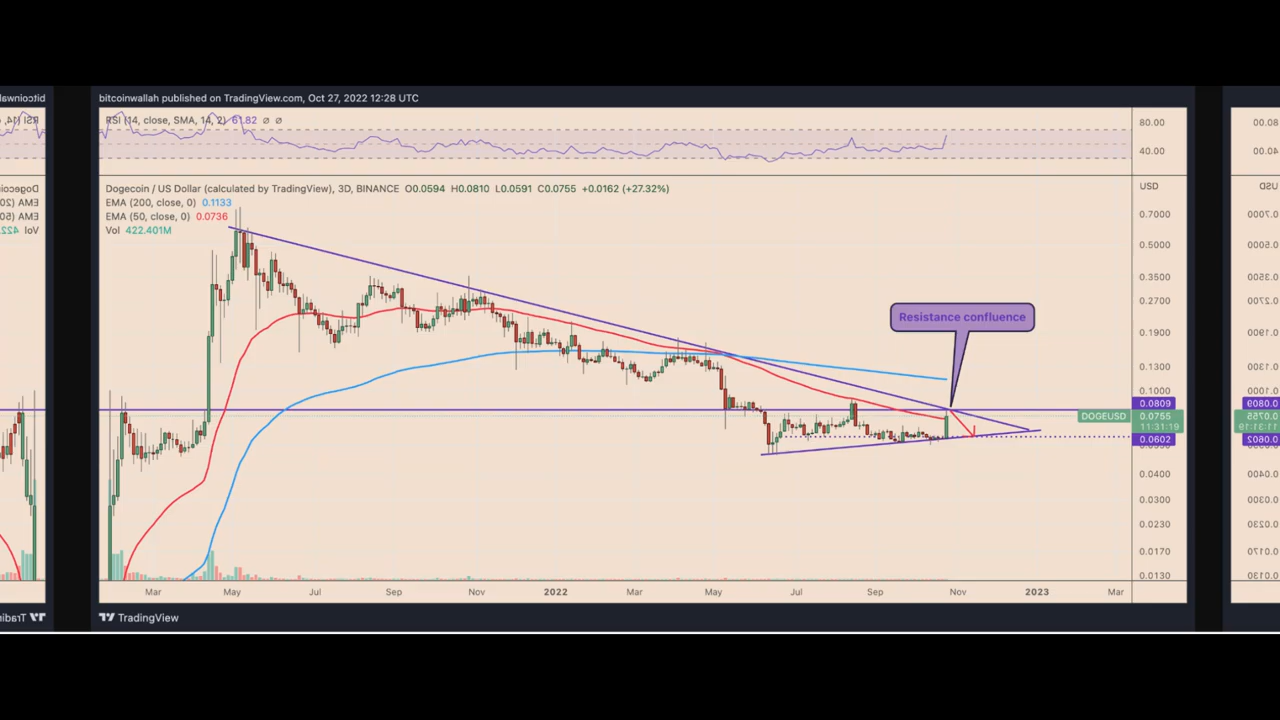 bitcoinwallah published on TradingView.com, Oct 27, 2022 12:28 UTC
RSI (14, close, SMA, 14, 2) 61.82 ∅ ∅
80.00
40.00
Dogecoin / US Dollar (calculated by TradingView), 3D, BINANCE O0.0594 H0.0810 L0.0591 C0.0755 +0.0162 (+27.32%)
USD
EMA (200, close, 0) 0.1133
EMA (50, close, 0) 0.0736
Vol 422.401M
0.7000
0.5000
0.3500
0.2700
Resistance confluence
0.1900
0.1300
0.1000
0.0809
DOGEUSD 0.0755
11:31:19
0.0602
0.0400
0.0300
0.0230
0.0170
0.0130
Mar May Jul Sep Nov 2022 Mar May Jul Sep Nov 2023 Mar
TradingView